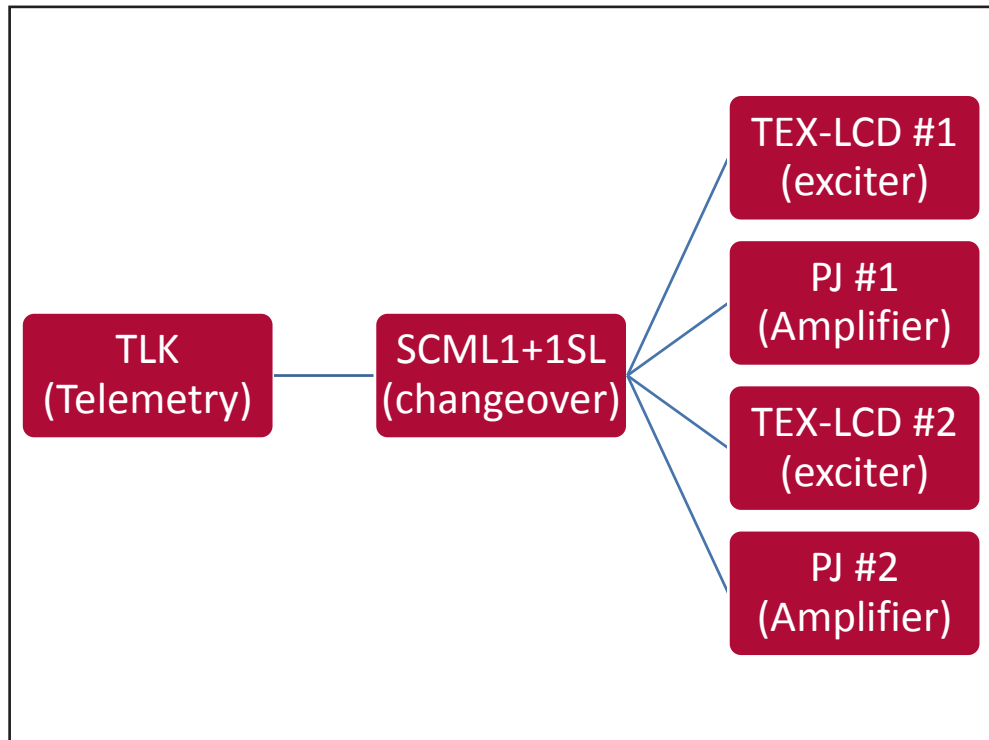 TLK
(Telemetry)
SCML1+1SL
(changeover)
TEX-LCD #1
(exciter)
PJ #1
(Amplifier)
TEX-LCD #2
(exciter)
PJ #2
(Amplifier)